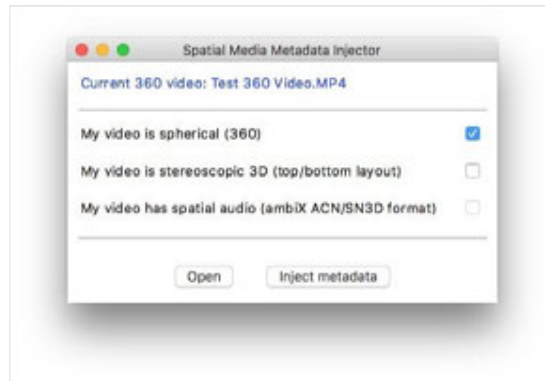 Spatial Media Metadata Injector
Current 360 video: Test 360 Video.MP4
My video is spherical (360)
My video is stereoscopic 3D (top/bottom layout)
My video has spatial audio (ambiX ACN/SN3D format)
Open Inject metadata